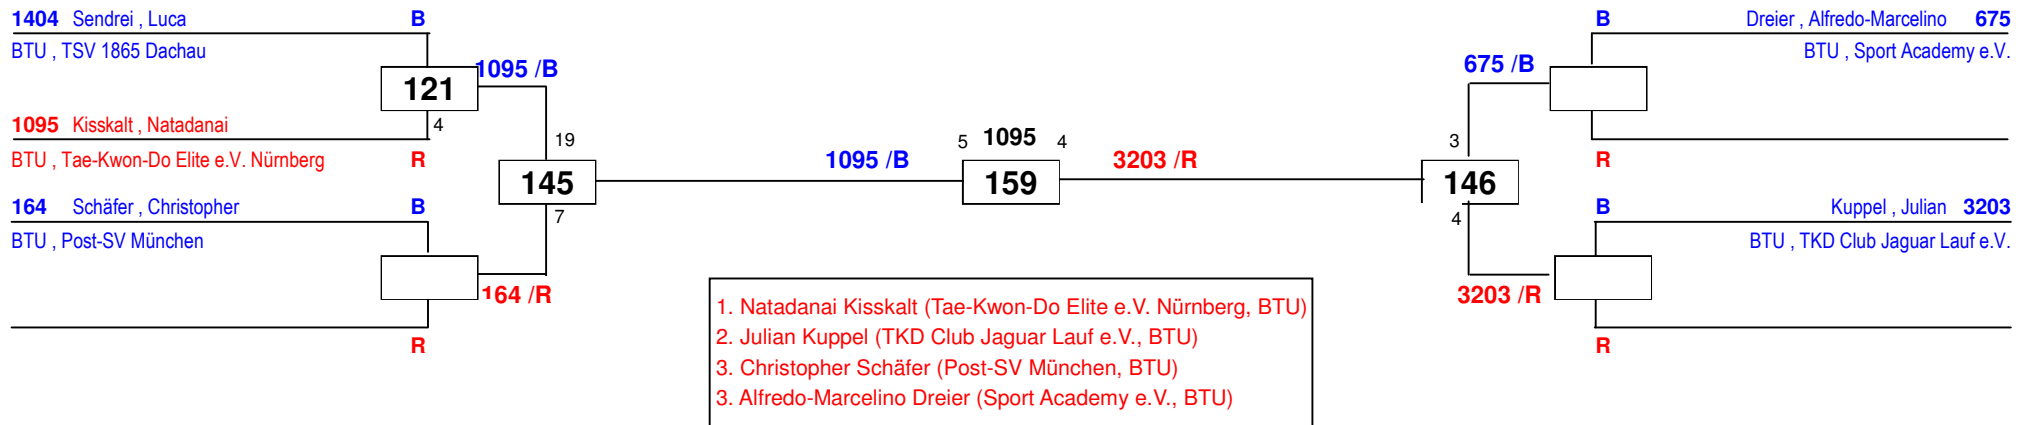 1404 Sendrei , Luca B
BTU , TSV 1865 Dachau
121
1095 /B
1095 Kisskalt , Natadanai
4
BTU , Tae-Kwon-Do Elite e.V. Nürnberg R
19
145
7
164 Schäfer , Christopher B
BTU , Post-SV München
164 /R
R
1095 /B
5 1095 4
159
3203 /R
B Dreier , Alfredo-Marcelino 675
BTU , Sport Academy e.V.
675 /B
R
3
146
4
B Kuppel , Julian 3203
BTU , TKD Club Jaguar Lauf e.V.
3203 /R
R
1. Natadanai Kisskalt (Tae-Kwon-Do Elite e.V. Nürnberg, BTU)
2. Julian Kuppel (TKD Club Jaguar Lauf e.V., BTU)
3. Christopher Schäfer (Post-SV München, BTU)
3. Alfredo-Marcelino Dreier (Sport Academy e.V., BTU)